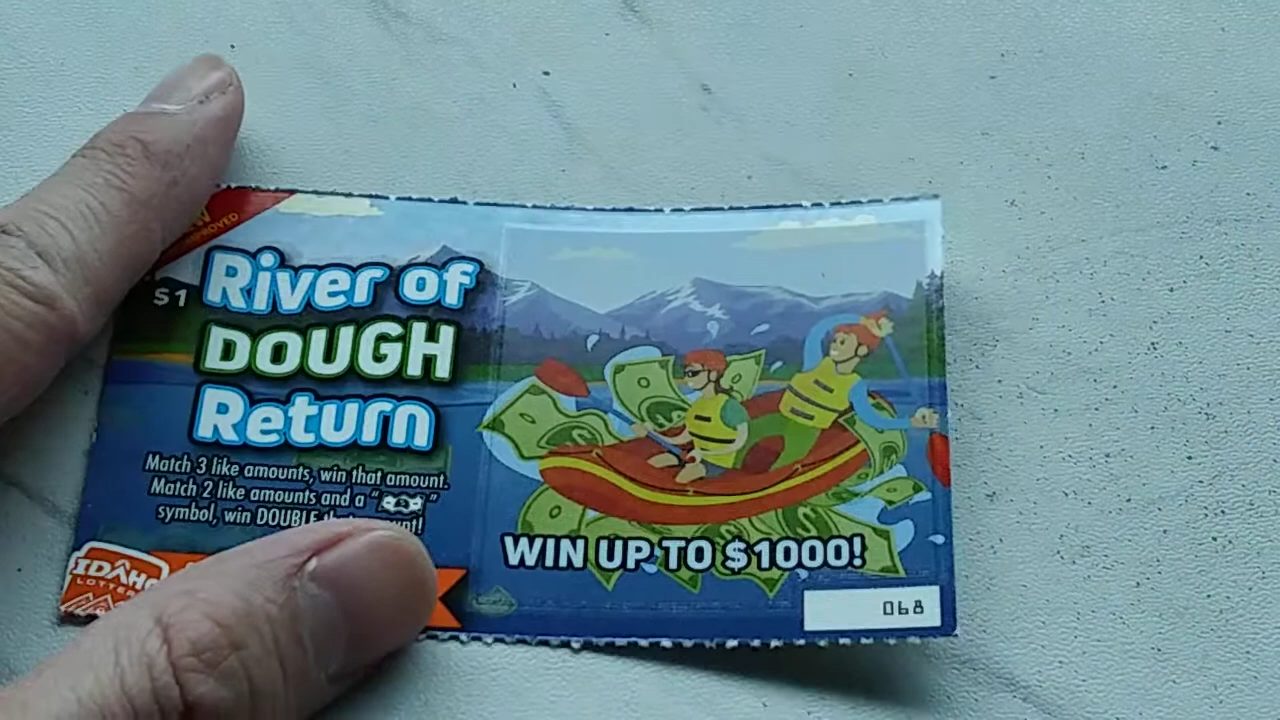 $1
River of
DOUGH
Return
Match 3 like amounts, win that amount.
Match 2 like amounts and a " "
symbol, win DOUBLE
WIN UP TO $1000!
068